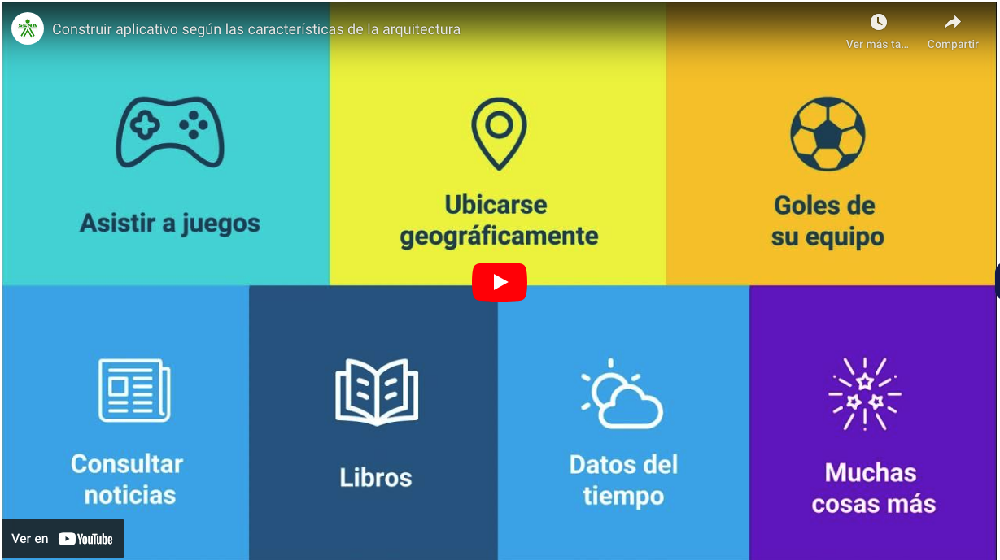 SENA
Construir aplicativo según las características de la arquitectura
Ver más ta...
Compartir
Asistir a juegos
Ubicarse
geográficamente
Goles de
su equipo
Consultar
noticias
Libros
Datos del
tiempo
Muchas
cosas más
Ver en YouTube